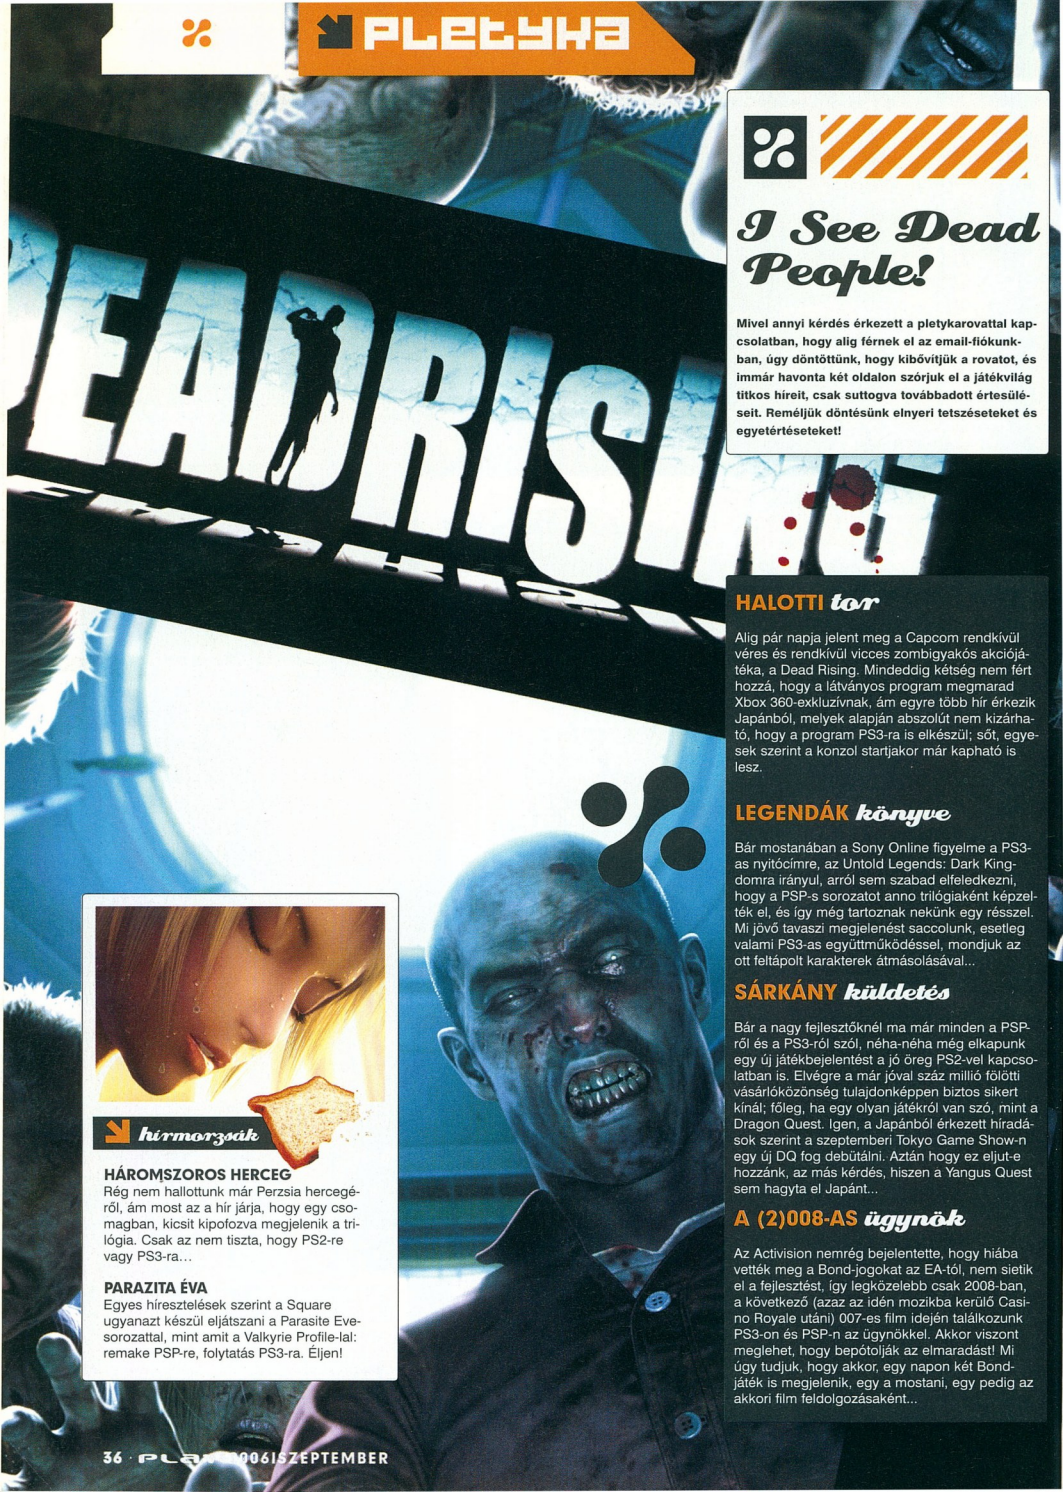 PLETYKA
DEADRISING
I See Dead
People!
Mivel annyi kérdés érkezett a pletykarovattal kap-
csolatban, hogy alig férnek el az email-fiókunk-
ban, úgy döntöttünk, hogy kibővítjük a rovatot, és
immár havonta két oldalon szórjuk el a játékvilág
titkos híreit, csak suttogva továbbadott értesülé-
seit. Reméljük döntésünk elnyeri tetszéseteket és
egyetértéseteket!
HALOTTI tor
Alig pár napja jelent meg a Capcom rendkívül
véres és rendkívül vicces zombigyakós akciójá-
téka, a Dead Rising. Mindeddig kétség nem fért
hozzá, hogy a látványos program megmarad
Xbox 360-exkluzívnak, ám egyre több hír érkezik
Japánból, melyek alapján abszolút nem kizárha-
tó, hogy a program PS3-ra is elkészül; sőt, egye-
sek szerint a konzol startjakor már kapható is
lesz.
LEGENDÁK könyve
Bár mostanában a Sony Online figyelme a PS3-
as nyitócímre, az Untold Legends: Dark King-
domra irányul, arról sem szabad elfeledkezni,
hogy a PSP-s sorozatot anno trilógiaként képzel-
ték el, és így még tartoznak nekünk egy résszel.
Mi jövő tavaszi megjelenést saccolunk, esetleg
valami PS3-as együttműködéssel, mondjuk az
ott feltápolt karakterek átmásolásával...
SÁRKÁNY küldetés
Bár a nagy fejlesztőknél ma már minden a PSP-
ről és a PS3-ról szól, néha-néha még elkapunk
egy új játékbejelentést a jó öreg PS2-vel kapcso-
latban is. Elvégre a már jóval száz millió fölötti
vásárlóközönség tulajdonképpen biztos sikert
kínál; főleg, ha egy olyan játékról van szó, mint a
Dragon Quest. Igen, a Japánból érkezett híradá-
sok szerint a szeptemberi Tokyo Game Show-n
egy új DQ fog debütálni. Aztán hogy ez eljut-e
hozzánk, az más kérdés, hiszen a Yangus Quest
sem hagyta el Japánt...
A (2)008-AS ügynök
Az Activision nemrég bejelentette, hogy hiába
vették meg a Bond-jogokat az EA-tól, nem sietik
el a fejlesztést, így legközelebb csak 2008-ban,
a következő (azaz az idén mozikba kerülő Casi-
no Royale utáni) 007-es film idején találkozunk
PS3-on és PSP-n az ügynökkel. Akkor viszont
meglehet, hogy bepótolják az elmaradást! Mi
úgy tudjuk, hogy akkor, egy napon két Bond-
játék is megjelenik, egy a mostani, egy pedig az
akkori film feldolgozásaként...
hírmorzsák
HÁROMSZOROS HERCEG
Rég nem hallottunk már Perzsia hercegé-
ről, ám most az a hír járja, hogy egy cso-
magban, kicsit kipofozva megjelenik a tri-
lógia. Csak az nem tiszta, hogy PS2-re
vagy PS3-ra...
PARAZITA ÉVA
Egyes híresztelések szerint a Square
ugyanazt készül eljátszani a Parasite Eve-
sorozattal, mint amit a Valkyrie Profile-lal:
remake PSP-re, folytatás PS3-ra. Éljen!
36 · PLAY 2006|SZEPTEMBER